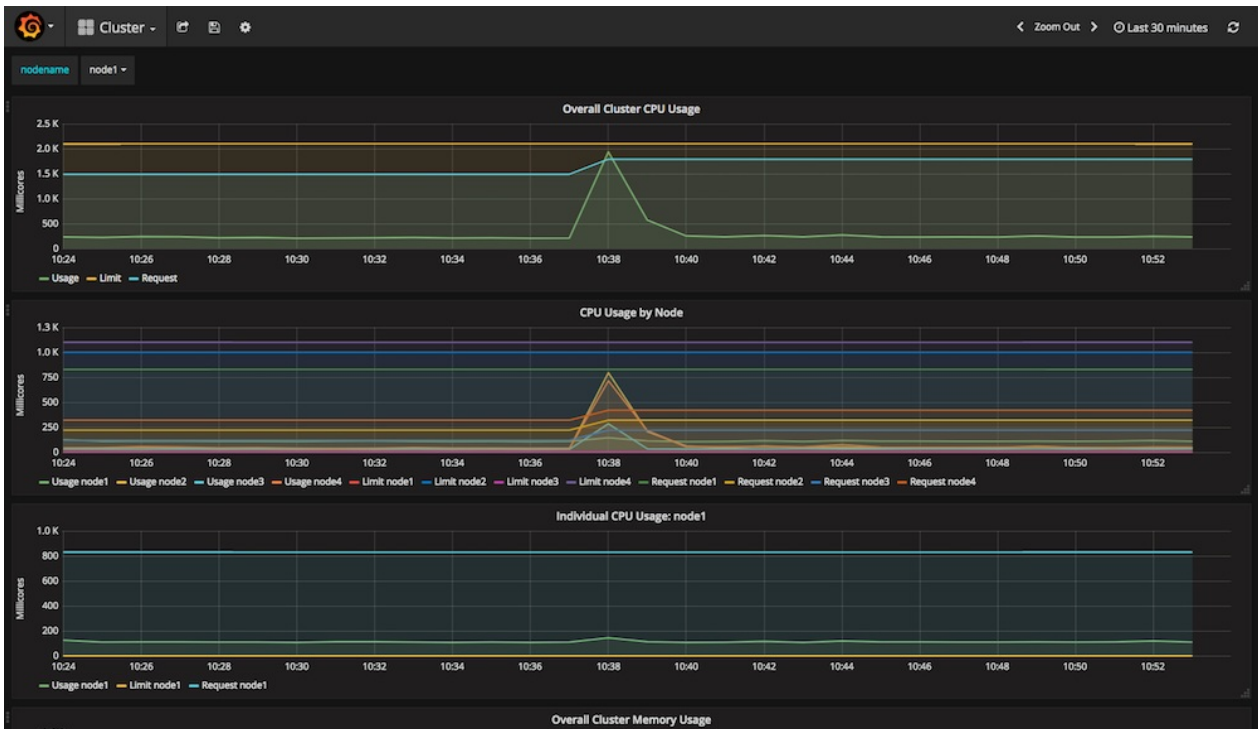 Cluster
Zoom Out
Last 30 minutes
nodename
node1
Overall Cluster CPU Usage
Millicores
2.5 K
2.0 K
1.5 K
1.0 K
500
0
10:24 10:26 10:28 10:30 10:32 10:34 10:36 10:38 10:40 10:42 10:44 10:46 10:48 10:50 10:52
Usage Limit Request
CPU Usage by Node
Millicores
1.3 K
1.0 K
750
500
250
0
10:24 10:26 10:28 10:30 10:32 10:34 10:36 10:38 10:40 10:42 10:44 10:46 10:48 10:50 10:52
Usage node1 Usage node2 Usage node3 Usage node4 Limit node1 Limit node2 Limit node3 Limit node4 Request node1 Request node2 Request node3 Request node4
Individual CPU Usage: node1
Millicores
1.0 K
800
600
400
200
0
10:24 10:26 10:28 10:30 10:32 10:34 10:36 10:38 10:40 10:42 10:44 10:46 10:48 10:50 10:52
Usage node1 Limit node1 Request node1
Overall Cluster Memory Usage